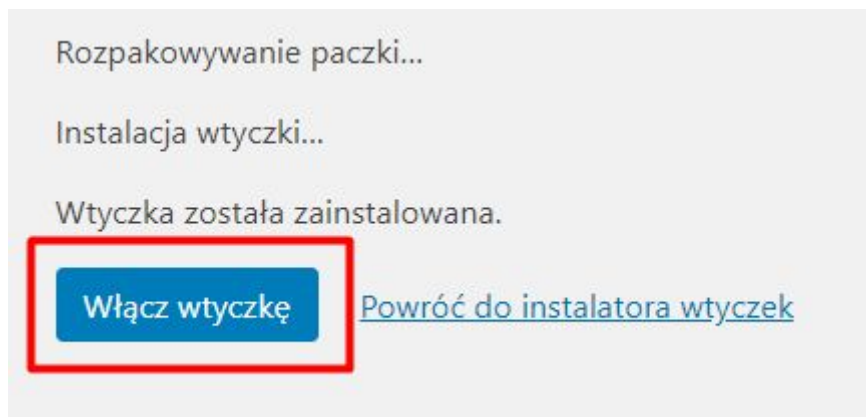 Rozpakowywanie paczki...
Instalacja wtyczki...
Wtyczka została zainstalowana.
Włącz wtyczkę Powróć do instalatora wtyczek